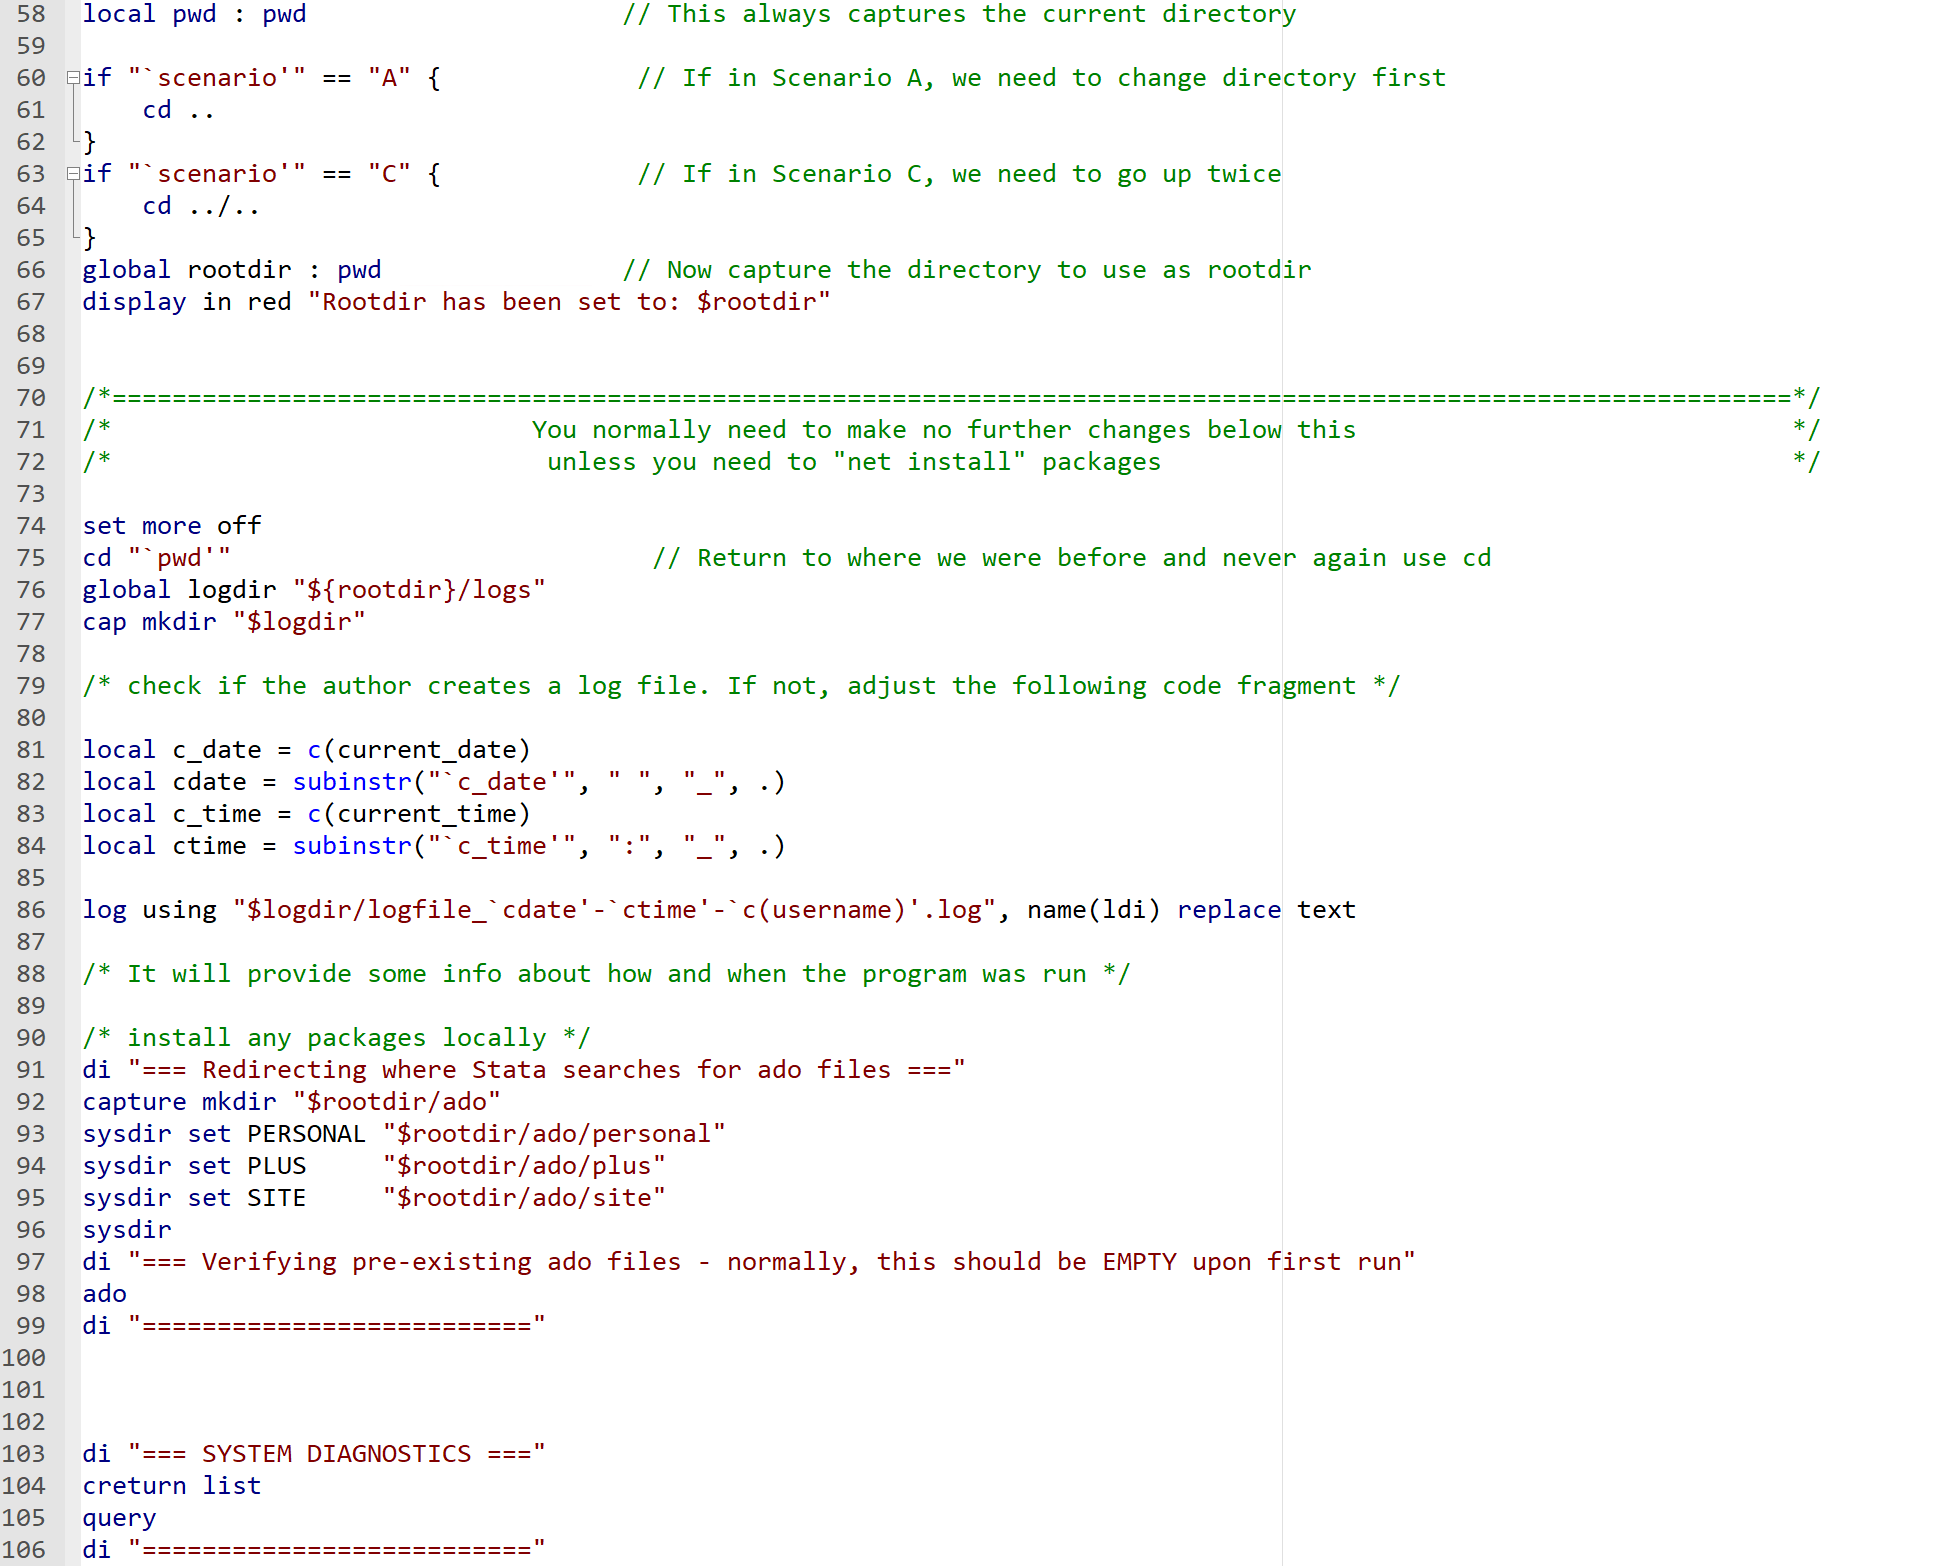 58 local pwd : pwd                     // This always captures the current directory
59
60 if "`scenario'" == "A" {             // If in Scenario A, we need to change directory first
61     cd ..
62 }
63 if "`scenario'" == "C" {             // If in Scenario C, we need to go up twice
64     cd ../..
65 }
66 global rootdir : pwd                // Now capture the directory to use as rootdir
67 display in red "Rootdir has been set to: $rootdir"
68
69
70 /*================================================================================================================*/
71 /*                            You normally need to make no further changes below this                             */
72 /*                             unless you need to "net install" packages                                          */
73
74 set more off
75 cd "`pwd'"                            // Return to where we were before and never again use cd
76 global logdir "${rootdir}/logs"
77 cap mkdir "$logdir"
78
79 /* check if the author creates a log file. If not, adjust the following code fragment */
80
81 local c_date = c(current_date)
82 local cdate = subinstr("`c_date'", " ", "_", .)
83 local c_time = c(current_time)
84 local ctime = subinstr("`c_time'", ":", "_", .)
85
86 log using "$logdir/logfile_`cdate'-`ctime'-`c(username)'.log", name(ldi) replace text
87
88 /* It will provide some info about how and when the program was run */
89
90 /* install any packages locally */
91 di "=== Redirecting where Stata searches for ado files ==="
92 capture mkdir "$rootdir/ado"
93 sysdir set PERSONAL "$rootdir/ado/personal"
94 sysdir set PLUS     "$rootdir/ado/plus"
95 sysdir set SITE     "$rootdir/ado/site"
96 sysdir
97 di "=== Verifying pre-existing ado files - normally, this should be EMPTY upon first run"
98 ado
99 di "=========================="
100
101
102
103 di "=== SYSTEM DIAGNOSTICS ==="
104 creturn list
105 query
106 di "=========================="